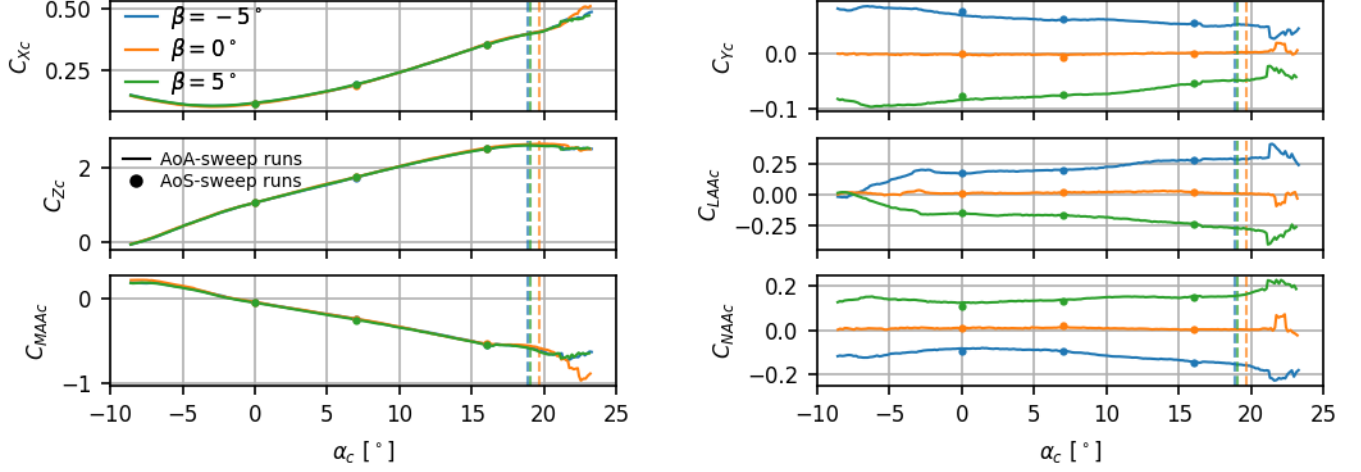 0.50
0.25
C_{Xc}
β = −5°
β = 0°
β = 5°
0.0
−0.1
C_{Yc}
2
0
C_{Zc}
AoA-sweep runs
AoS-sweep runs
0.25
0.00
−0.25
C_{LAAc}
0
−1
C_{MAAc}
0.2
0.0
−0.2
C_{NAAc}
−10 −5 0 5 10 15 20 25
−10 −5 0 5 10 15 20 25
α_c [°]
α_c [°]